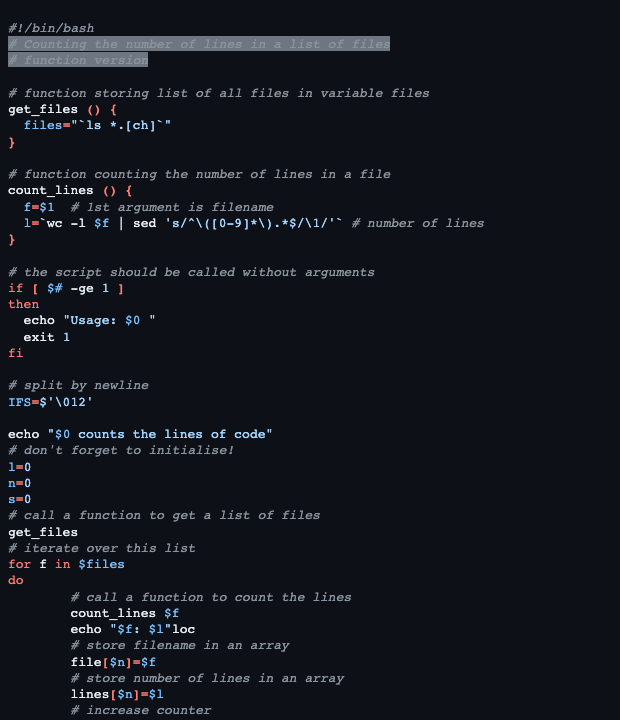 #!/bin/bash
# Counting the number of lines in a list of files
# function version
# function storing list of all files in variable files
get_files () {
files="`ls *.[ch]`"
}
# function counting the number of lines in a file
count_lines () {
f=$1 # 1st argument is filename
l=`wc -l $f | sed 's/^\([0-9]*\).*$/\1/'` # number of lines
}
# the script should be called without arguments
if [ $# -ge 1 ]
then
echo "Usage: $0 "
exit 1
fi
# split by newline
IFS=$'\012'
echo "$0 counts the lines of code"
# don't forget to initialise!
l=0
n=0
s=0
# call a function to get a list of files
get_files
# iterate over this list
for f in $files
do
# call a function to count the lines
count_lines $f
echo "$f: $l"loc
# store filename in an array
file[$n]=$f
# store number of lines in an array
lines[$n]=$l
# increase counter